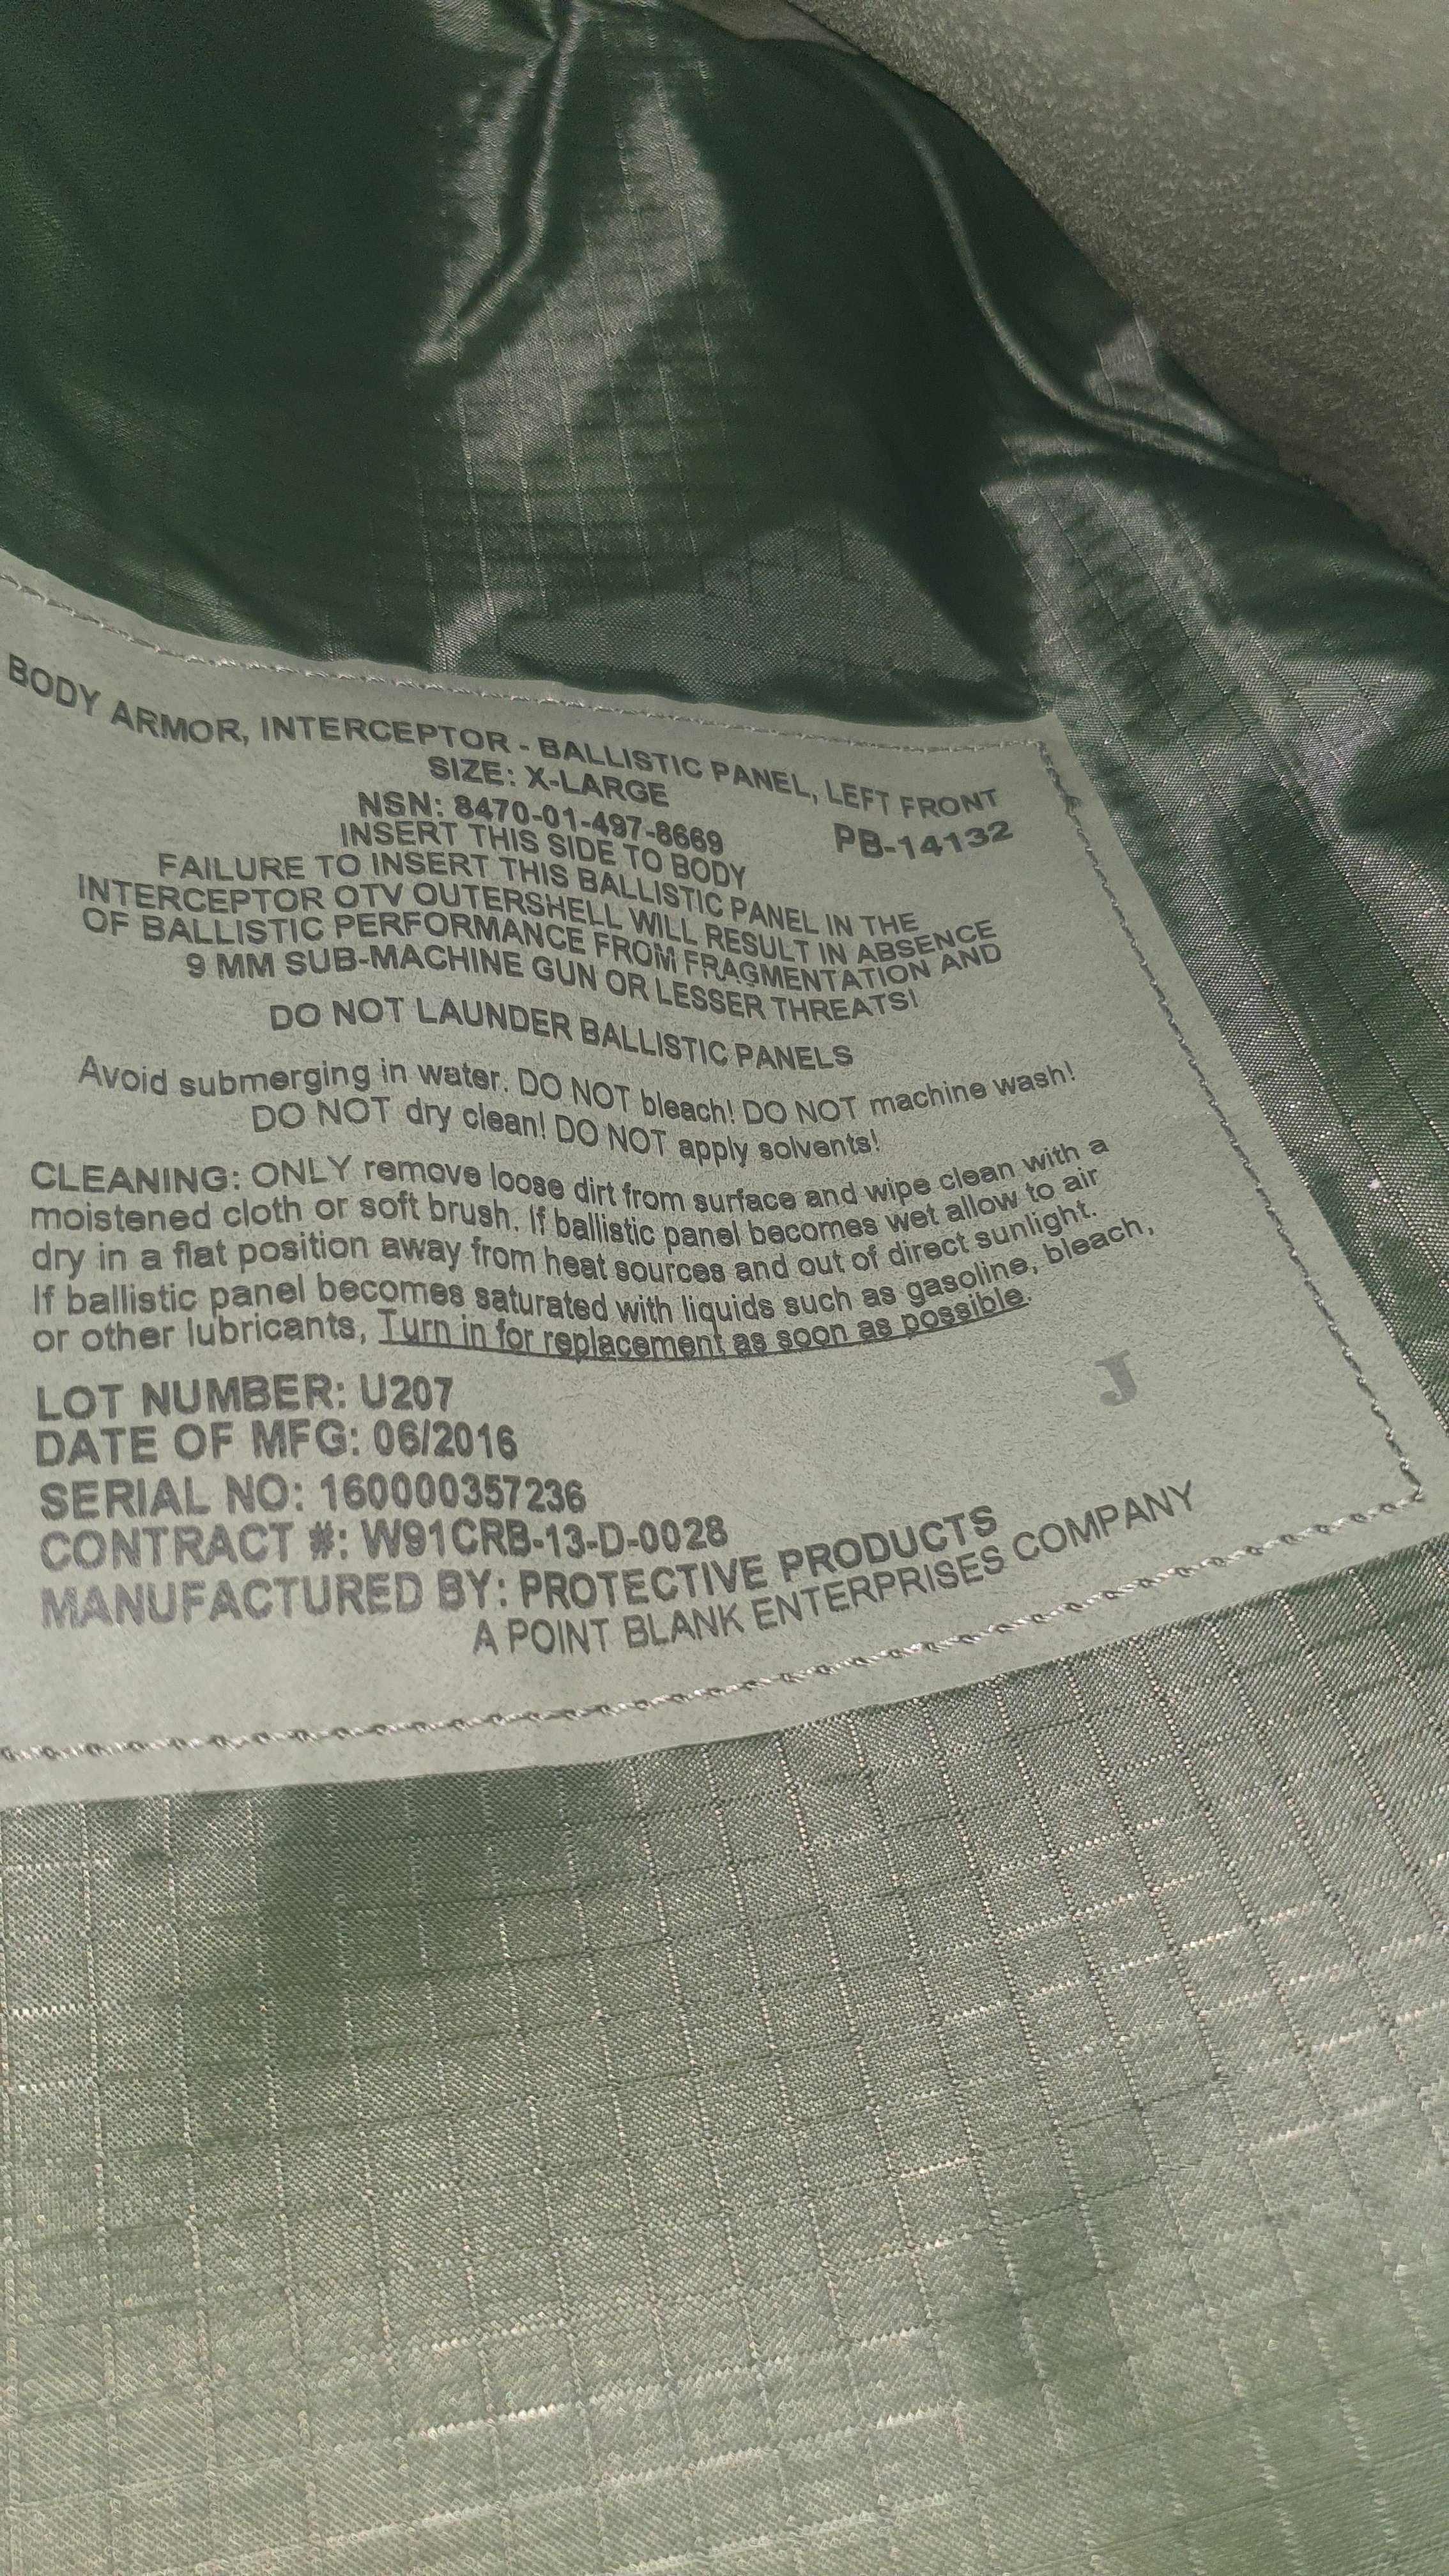 BODY ARMOR, INTERCEPTOR - BALLISTIC PANEL, LEFT FRONT
SIZE: X-LARGE
NSN: 8470-01-497-8669 PB-14132
INSERT THIS SIDE TO BODY
FAILURE TO INSERT THIS BALLISTIC PANEL IN THE
INTERCEPTOR OTV OUTERSHELL WILL RESULT IN ABSENCE
OF BALLISTIC PERFORMANCE FROM FRAGMENTATION AND
9 MM SUB-MACHINE GUN OR LESSER THREATS!
DO NOT LAUNDER BALLISTIC PANELS
Avoid submerging in water. DO NOT bleach! DO NOT machine wash!
DO NOT dry clean! DO NOT apply solvents!
CLEANING: ONLY remove loose dirt from surface and wipe clean with a
moistened cloth or soft brush. If ballistic panel becomes wet allow to air
dry in a flat position away from heat sources and out of direct sunlight.
If ballistic panel becomes saturated with liquids such as gasoline, bleach,
or other lubricants, Turn in for replacement as soon as possible.
J
LOT NUMBER: U207
DATE OF MFG: 06/2016
SERIAL NO: 160000357236
CONTRACT #: W91CRB-13-D-0028
MANUFACTURED BY: PROTECTIVE PRODUCTS
A POINT BLANK ENTERPRISES COMPANY